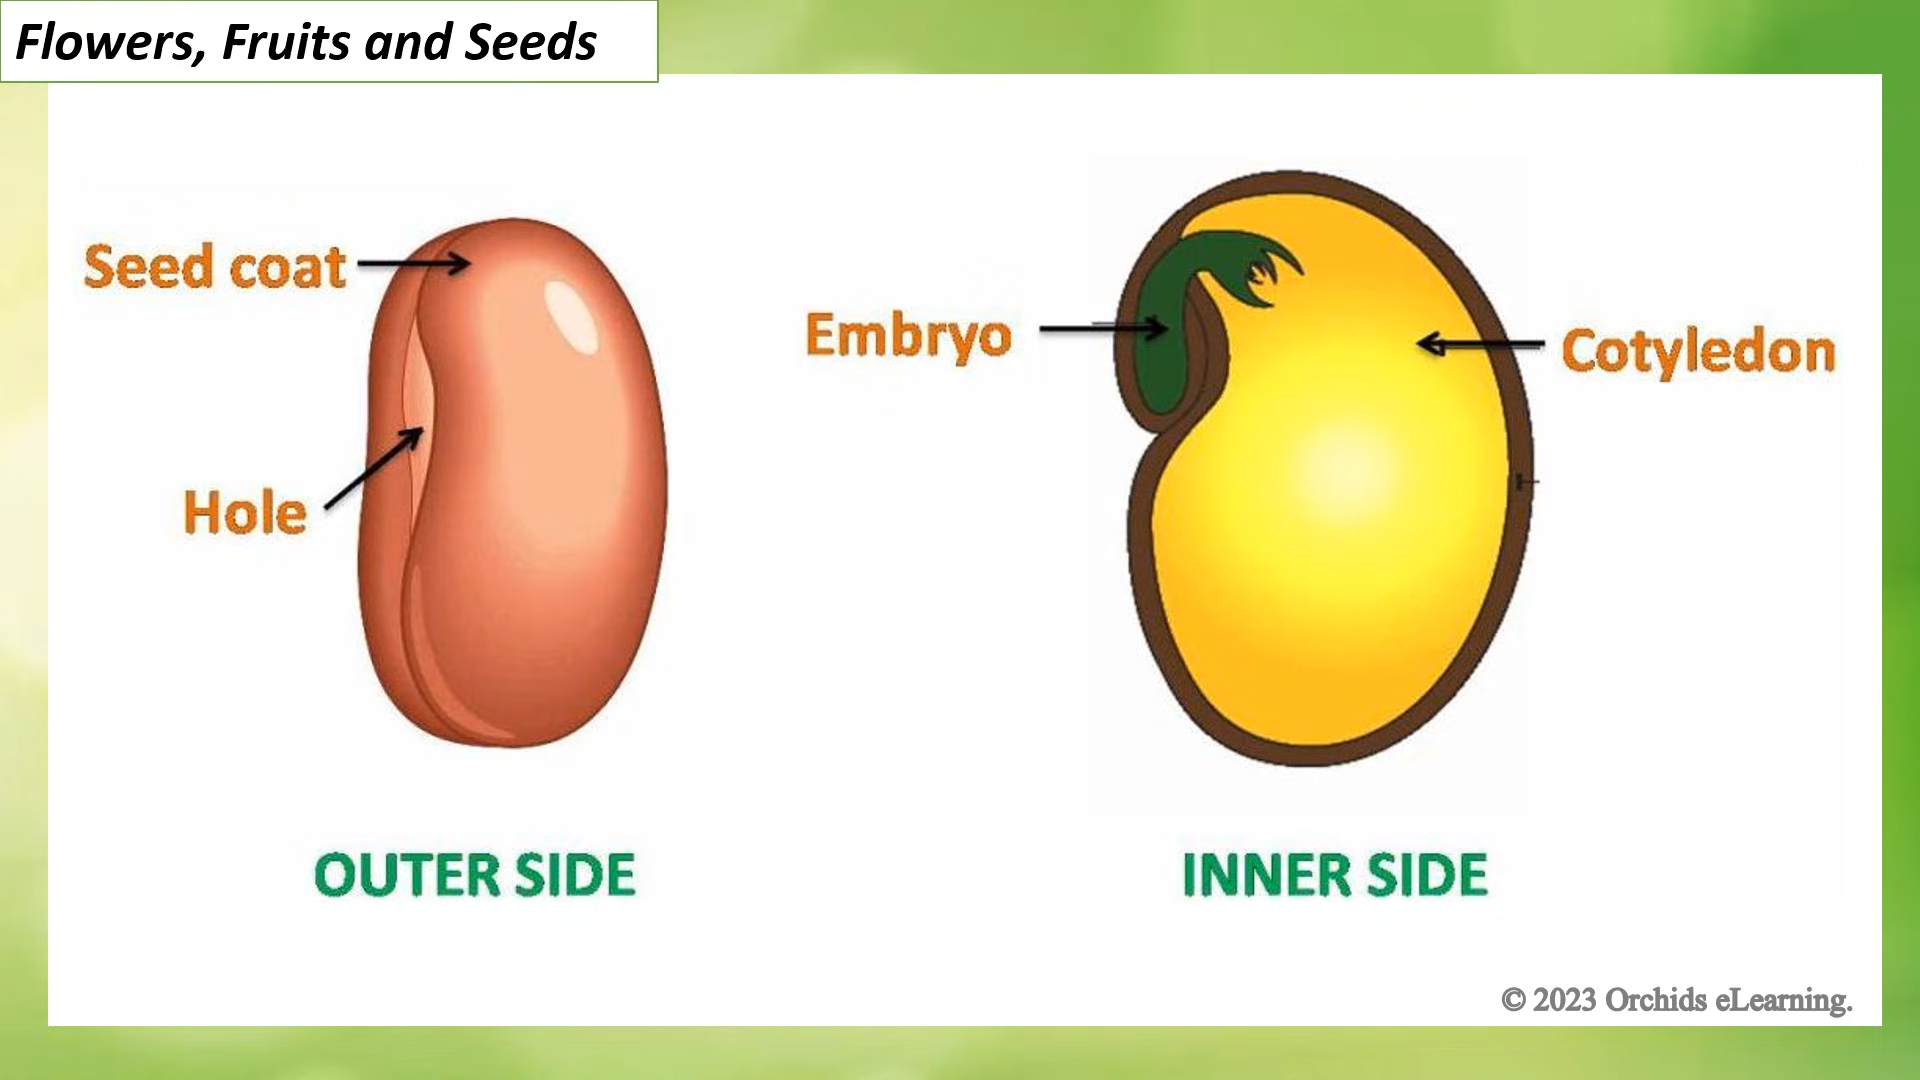 Flowers, Fruits and Seeds
Seed coat
Hole
Embryo
Cotyledon
OUTER SIDE
INNER SIDE
© 2023 Orchids eLearning.